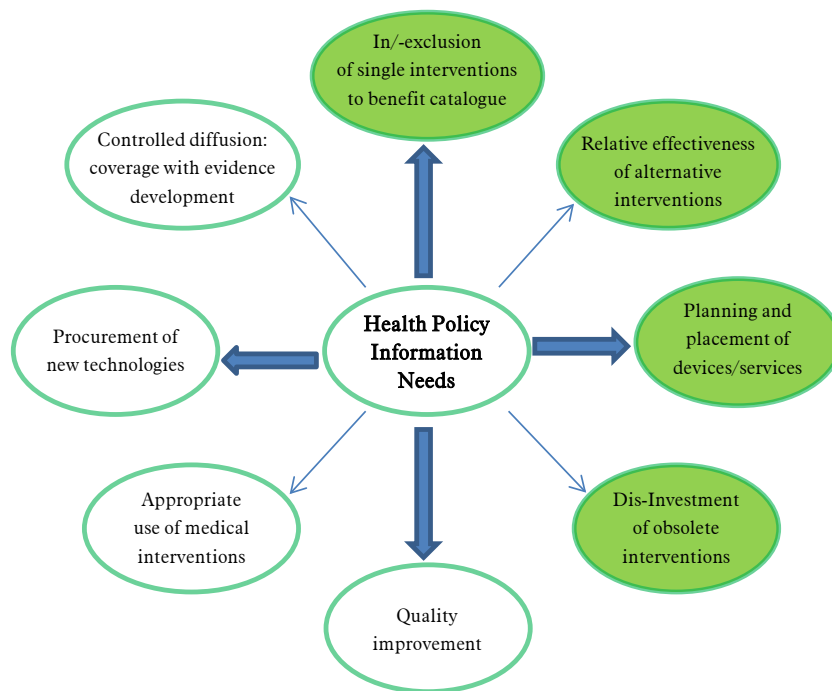 In/-exclusion
of single interventions
to benefit catalogue
Controlled diffusion:
coverage with evidence
development
Relative effectiveness
of alternative
interventions
Procurement of
new technologies
Health Policy
Information
Needs
Planning and
placement of
devices/services
Appropriate
use of medical
interventions
Dis-Investment
of obsolete
interventions
Quality
improvement